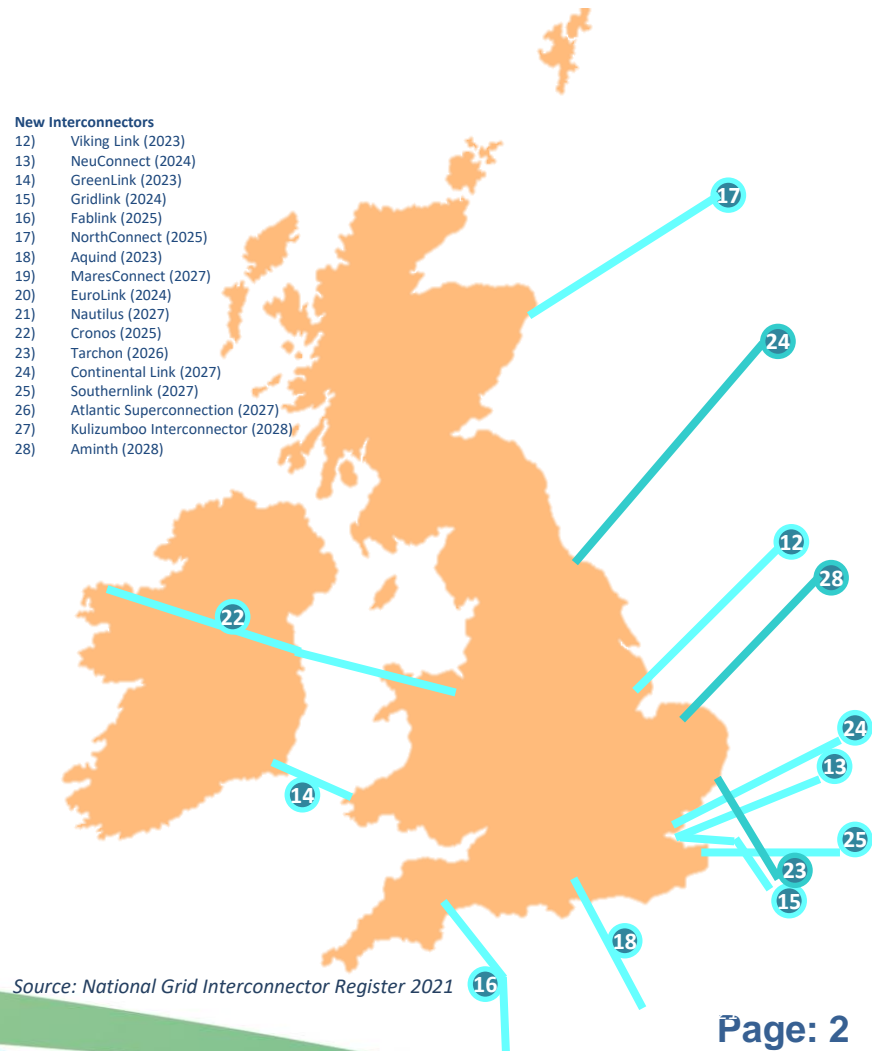 New Interconnectors
12) Viking Link (2023)
13) NeuConnect (2024)
14) GreenLink (2023)
15) Gridlink (2024)
16) Fablink (2025)
17) NorthConnect (2025)
18) Aquind (2023)
19) MaresConnect (2027)
20) EuroLink (2024)
21) Nautilus (2027)
22) Cronos (2025)
23) Tarchon (2026)
24) Continental Link (2027)
25) Southernlink (2027)
26) Atlantic Superconnection (2027)
27) Kulizumboo Interconnector (2028)
28) Aminth (2028)
17
24
12
28
22
24
13
14
25
23
15
18
16
Source: National Grid Interconnector Register 2021
Page: 2